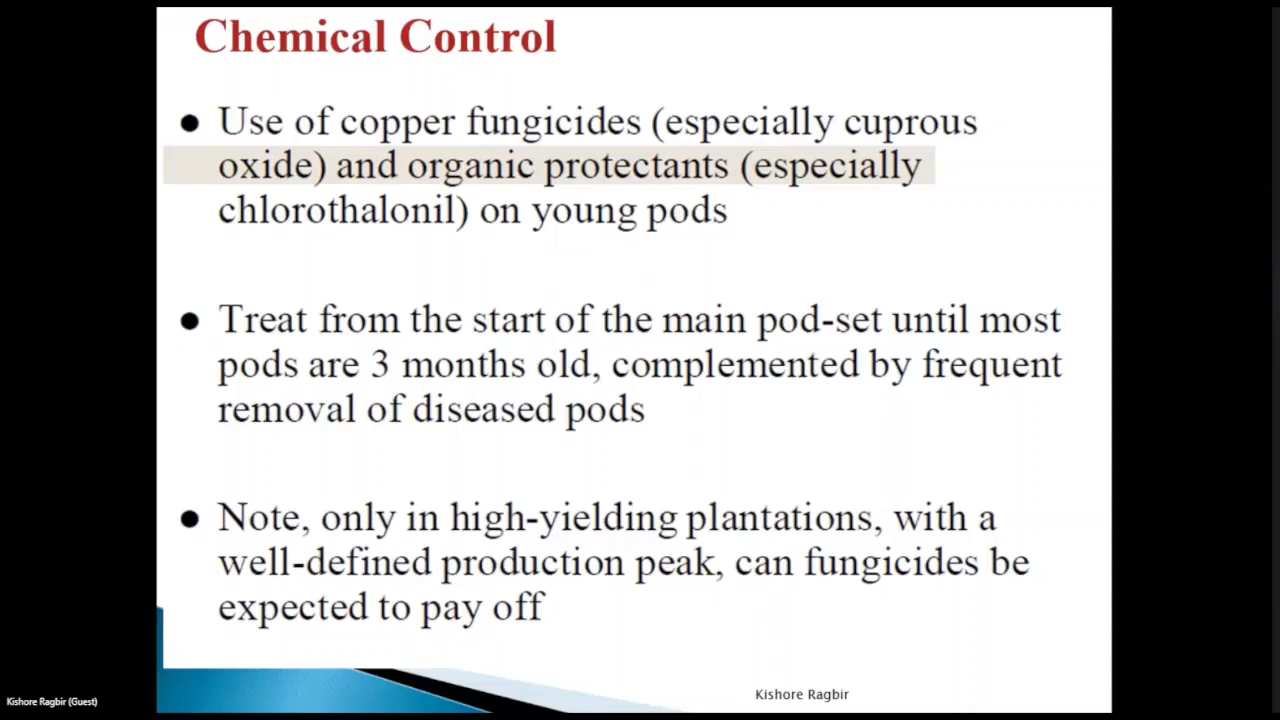 Chemical Control
● Use of copper fungicides (especially cuprous
oxide) and organic protectants (especially
chlorothalonil) on young pods
● Treat from the start of the main pod-set until most
pods are 3 months old, complemented by frequent
removal of diseased pods
● Note, only in high-yielding plantations, with a
well-defined production peak, can fungicides be
expected to pay off
Kishore Ragbir
Kishore Ragbir (Guest)